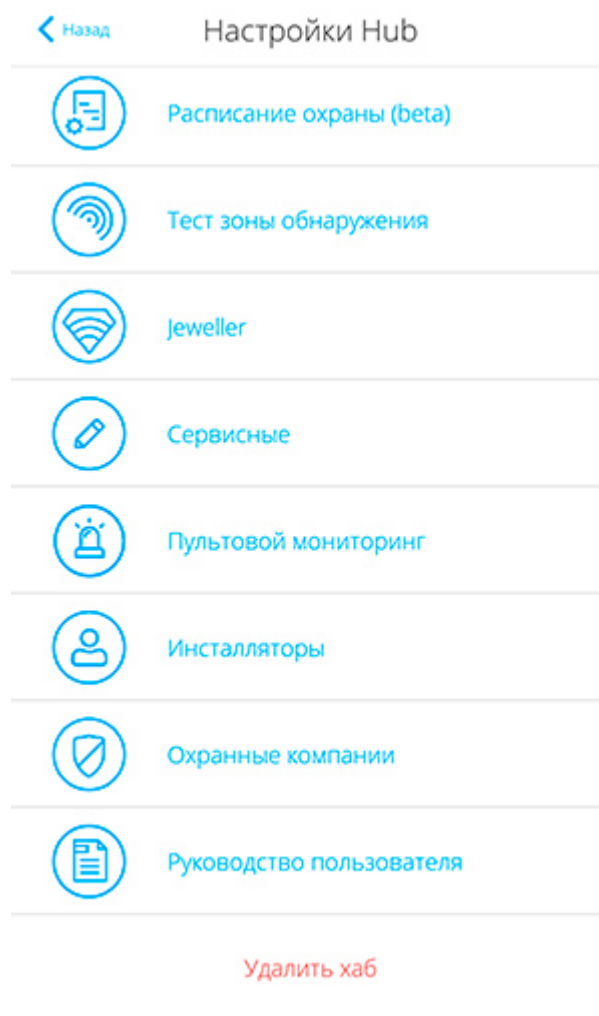 Назад
Настройки Hub
Расписание охраны (beta)
Тест зоны обнаружения
Jeweller
Сервисные
Пультовой мониторинг
Инсталляторы
Охранные компании
Руководство пользователя
Удалить хаб